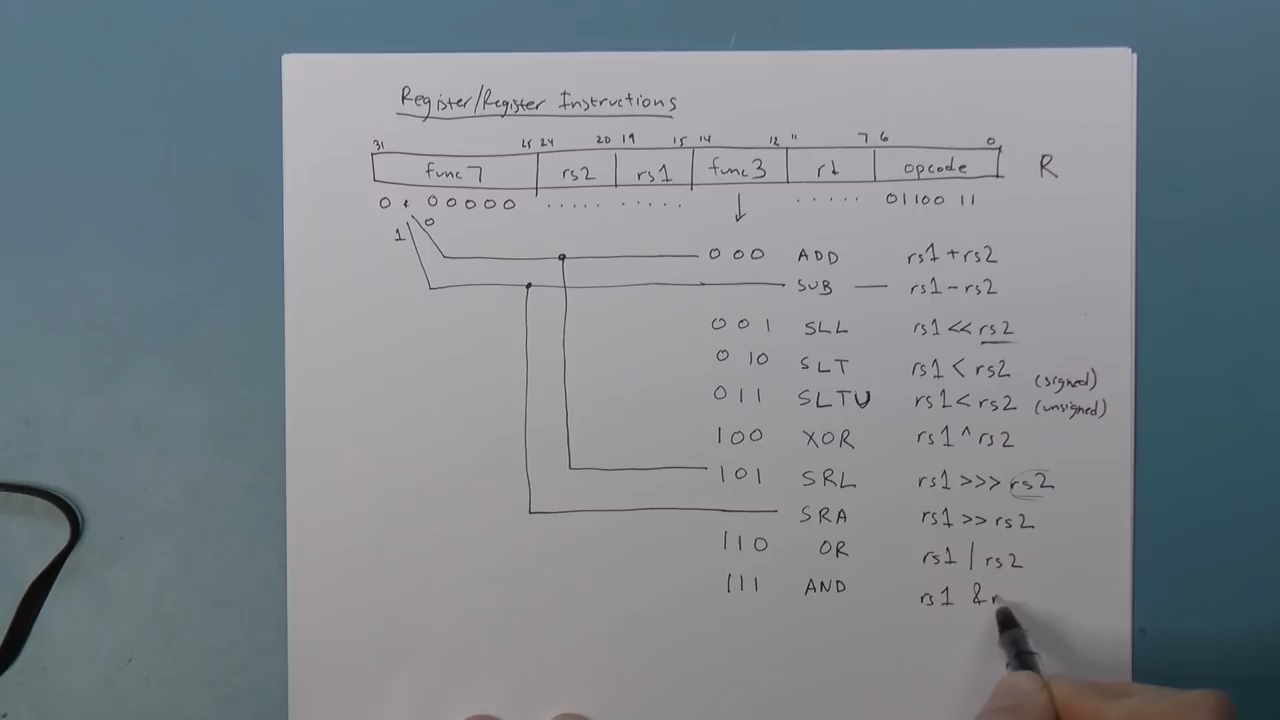 Register/Register Instructions
31 25 24 20 19 15 14 12 11 7 6 0
func7 rs2 rs1 func3 rd opcode R
0 * 00000 ..... ..... ..... 01100 11
1 0
000 ADD rs1+rs2
SUB — rs1-rs2
001 SLL rs1<<rs2
010 SLT rs1<rs2 (signed)
011 SLTU rs1<rs2 (unsigned)
100 XOR rs1^rs2
101 SRL rs1>>>rs2
SRA rs1>>rs2
110 OR rs1|rs2
111 AND rs1 &r